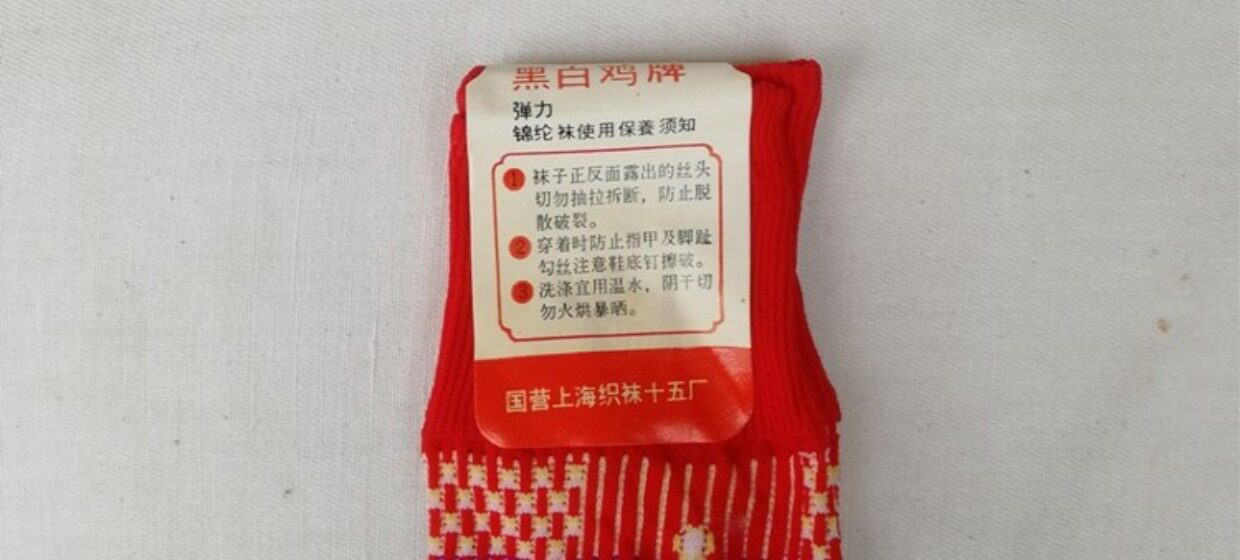 黑白鸡牌
弹力
锦纶袜使用保养须知
1 袜子正反面露出的丝头
切勿抽拉拆断，防止脱
散破裂。
2 穿着时防止指甲及脚趾
勾丝注意鞋底钉擦破。
3 洗涤宜用温水，阴干切
勿火烘暴晒。
国营上海织袜十五厂